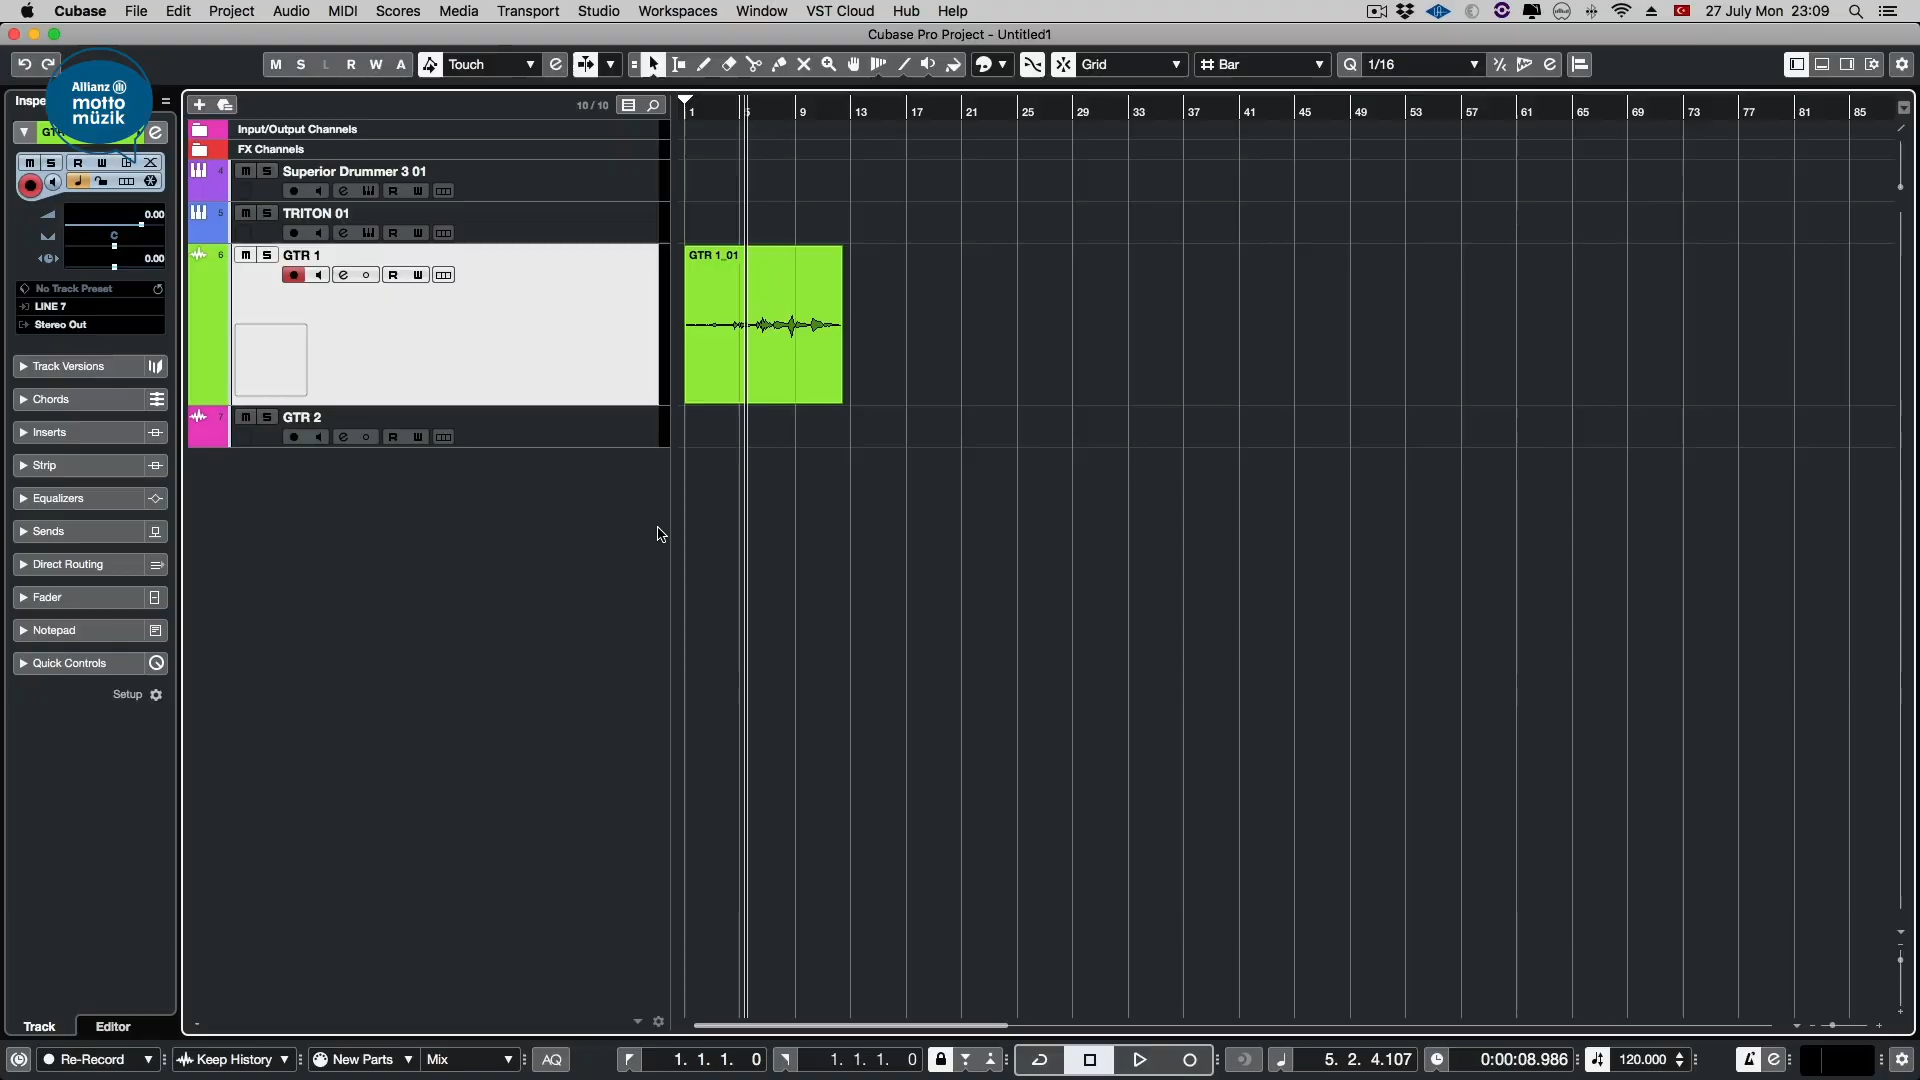 Cubase File Edit Project Audio MIDI Scores Media Transport Studio Workspaces Window VST Cloud Hub Help 27 July Mon 23:09
Cubase Pro Project - Untitled1
M S L R W A Touch Grid Bar Q 1/16
Allianz
motto
müzik
Inspe
10 / 10
1 5 9 13 17 21 25 29 33 37 41 45 49 53 57 61 65 69 73 77 81 85
Input/Output Channels
FX Channels
4 M S Superior Drummer 3 01
R W
5 M S TRITON 01
R W
6 M S GTR 1
R W
7 M S GTR 2
R W
GTR 1_01
GT
M S R W
0.00
C
0.00
No Track Preset
LINE 7
Stereo Out
Track Versions
Chords
Inserts
Strip
Equalizers
Sends
Direct Routing
Fader
Notepad
Quick Controls
Setup
Track Editor
Re-Record Keep History New Parts Mix AQ 1. 1. 1. 0 1. 1. 1. 0 5. 2. 4.107 0:00:08.986 120.000